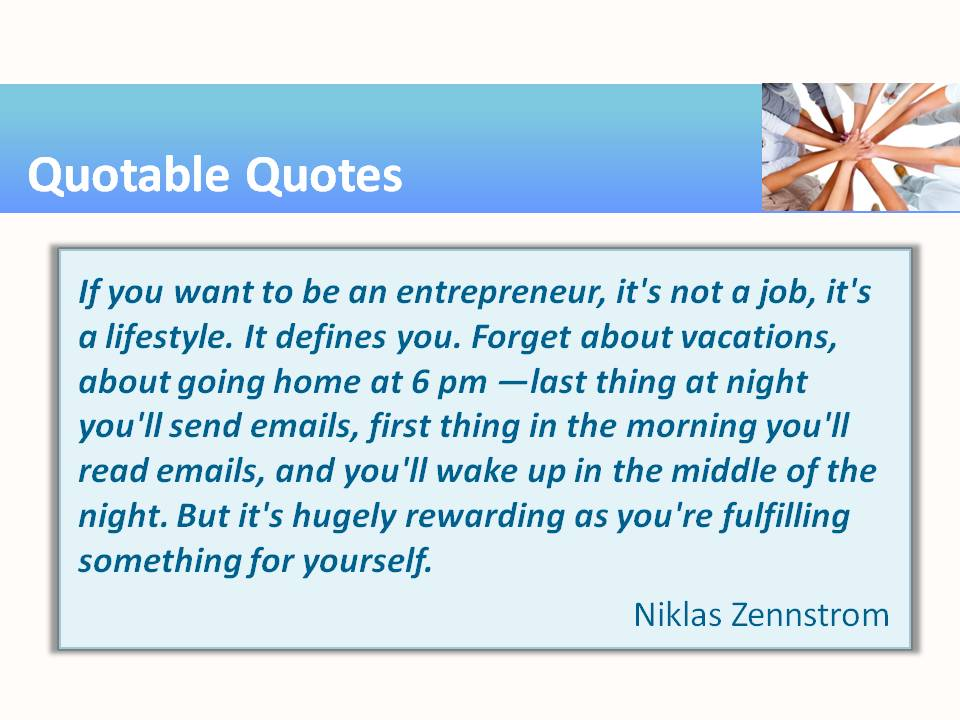 Quotable Quotes
If you want to be an entrepreneur, it's not a job, it's
a lifestyle. It defines you. Forget about vacations,
about going home at 6 pm —last thing at night
you'll send emails, first thing in the morning you'll
read emails, and you'll wake up in the middle of the
night. But it's hugely rewarding as you're fulfilling
something for yourself.
Niklas Zennstrom